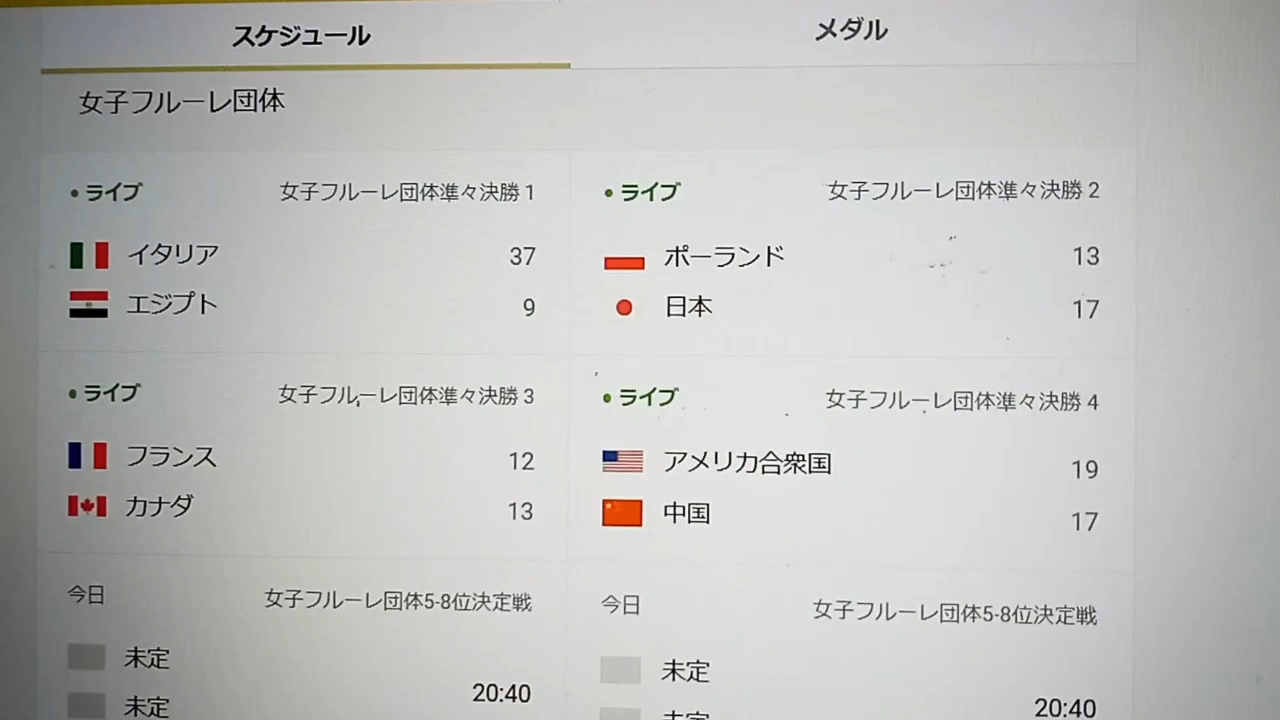 スケジュール
メダル
女子フルーレ団体
ライブ 女子フルーレ団体準々決勝 1
イタリア 37
エジプト 9
ライブ 女子フルーレ団体準々決勝 2
ポーランド 13
日本 17
ライブ 女子フルーレ団体準々決勝 3
フランス 12
カナダ 13
ライブ 女子フルーレ団体準々決勝 4
アメリカ合衆国 19
中国 17
今日 女子フルーレ団体5-8位決定戦
未定
20:40
未定
今日 女子フルーレ団体5-8位決定戦
未定
20:40
未定